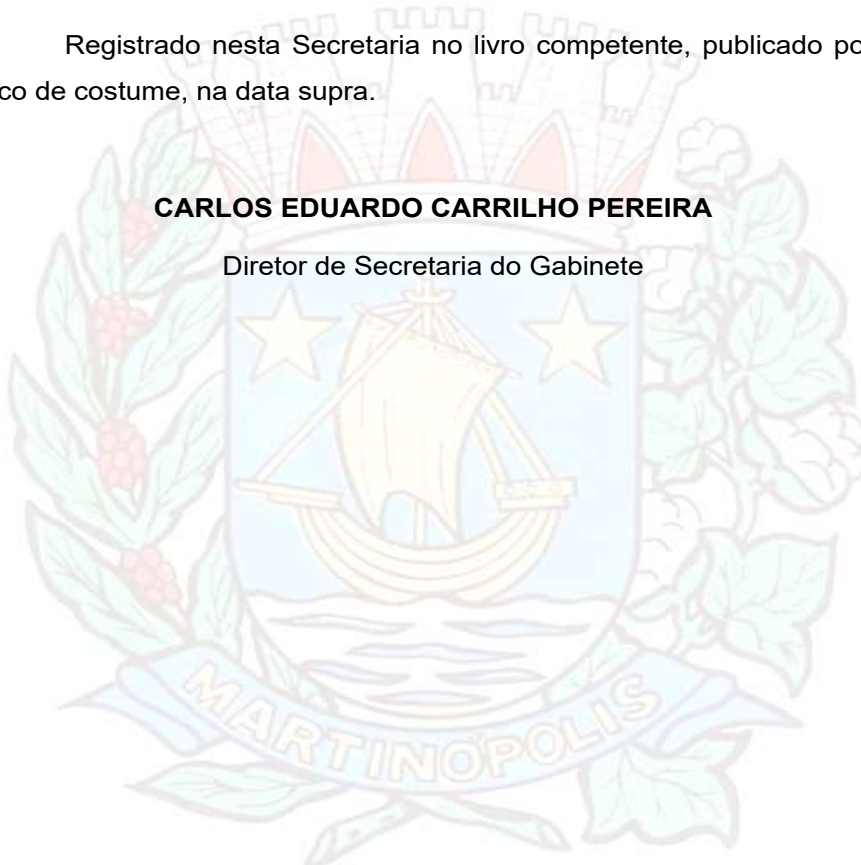 Registrado nesta Secretaria no livro competente, publicado po
co de costume, na data supra.
CARLOS EDUARDO CARRILHO PEREIRA
Diretor de Secretaria do Gabinete
MARTINÓPOLIS